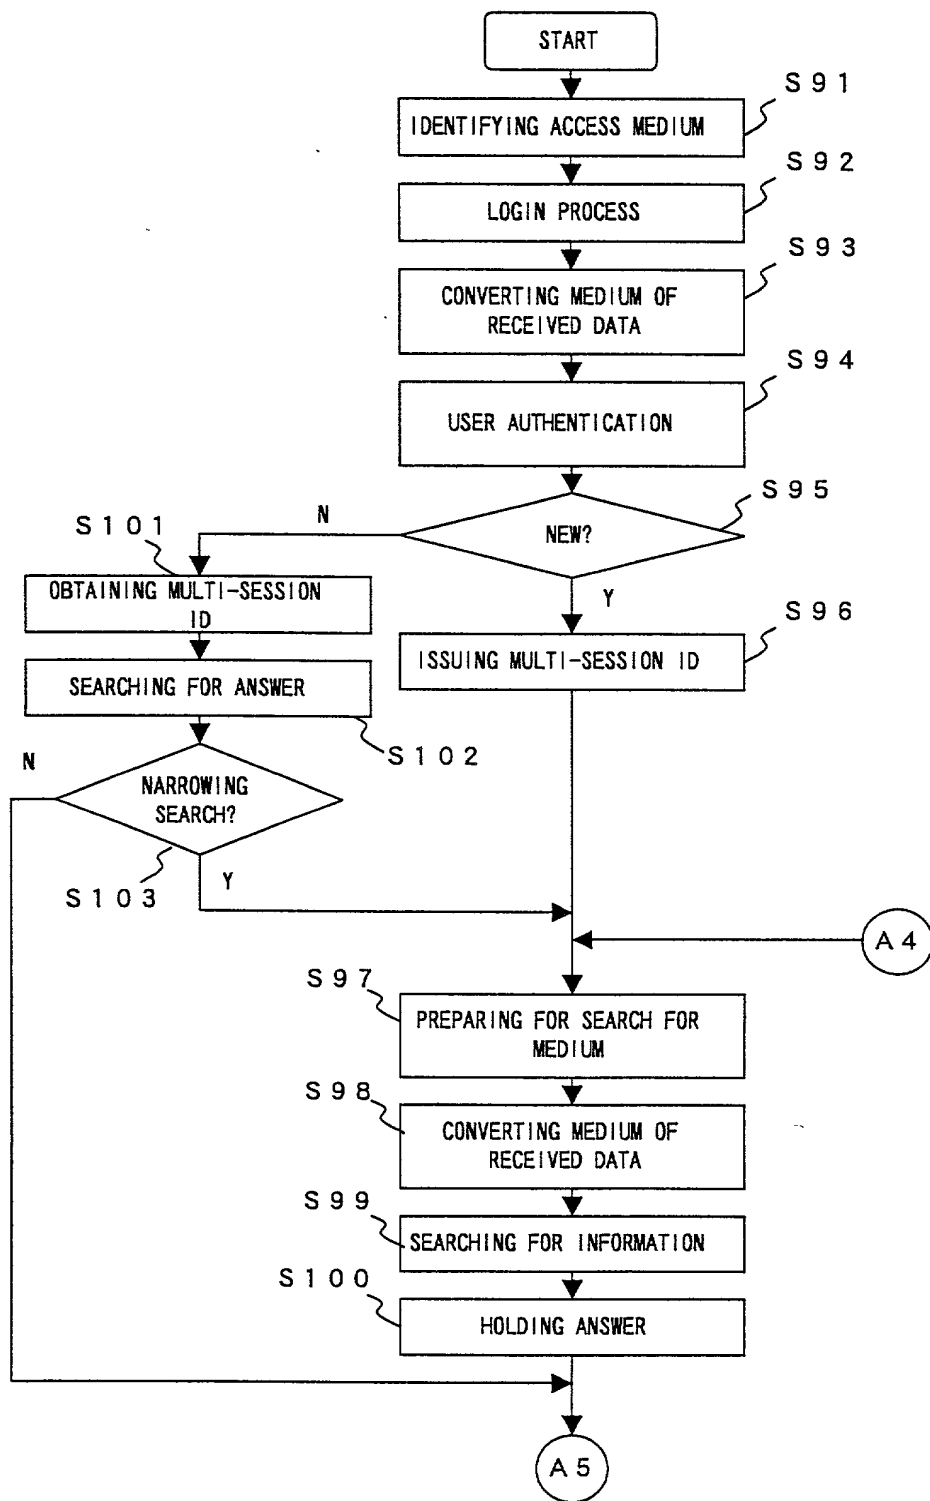 START
S91
IDENTIFYING ACCESS MEDIUM
S92
LOGIN PROCESS
S93
CONVERTING MEDIUM OF
RECEIVED DATA
S94
USER AUTHENTICATION
S95
NEW?
N
Y
S101
OBTAINING MULTI-SESSION
ID
S96
ISSUING MULTI-SESSION ID
SEARCHING FOR ANSWER
S102
N
NARROWING
SEARCH?
S103
Y
A4
S97
PREPARING FOR SEARCH FOR
MEDIUM
S98
CONVERTING MEDIUM OF
RECEIVED DATA
S99
SEARCHING FOR INFORMATION
S100
HOLDING ANSWER
A5